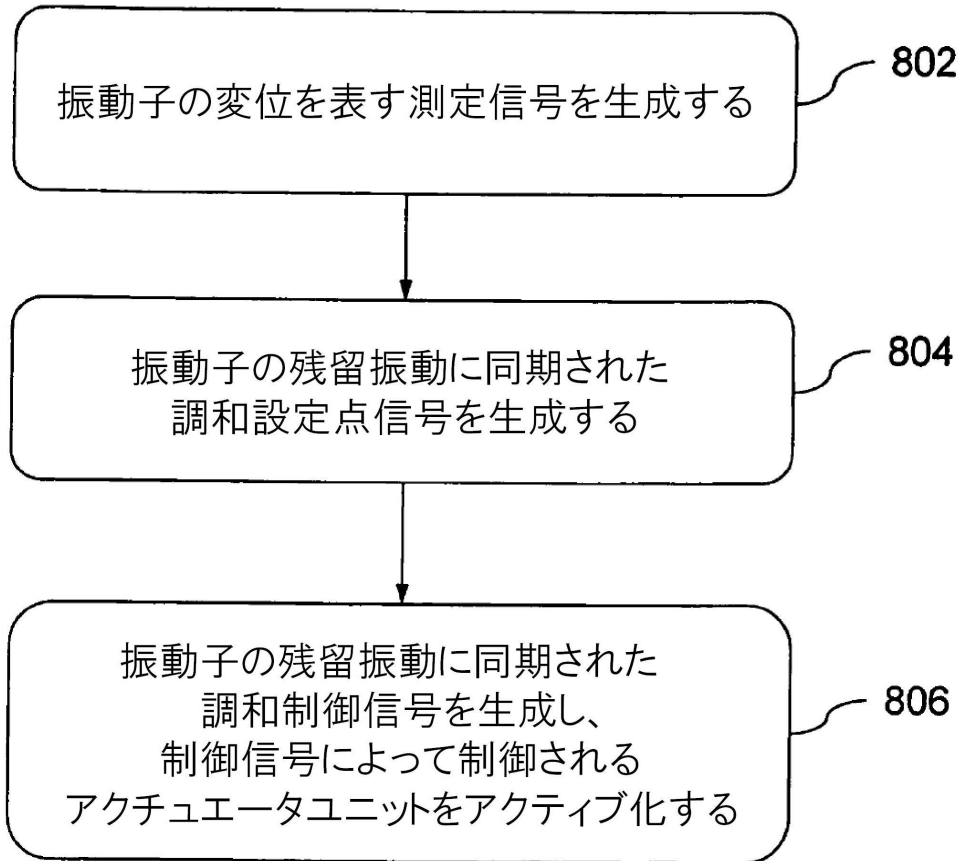 振動子の変位を表す測定信号を生成する
802
振動子の残留振動に同期された
調和設定点信号を生成する
804
振動子の残留振動に同期された
調和制御信号を生成し、
制御信号によって制御される
アクチュエータユニットをアクティブ化する
806